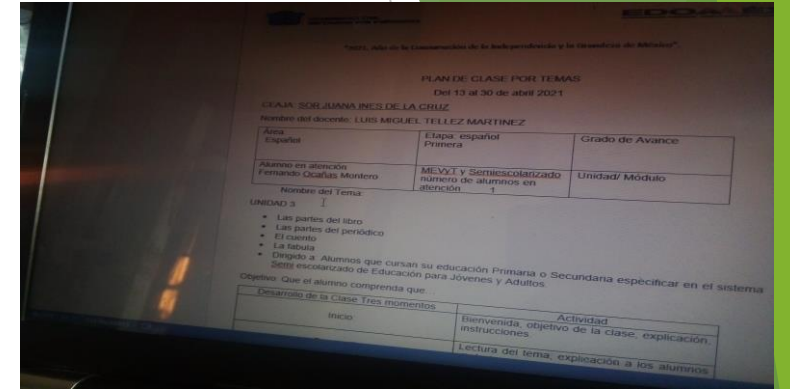 "2021, Año de la Consumación de la Independencia y la Grandeza de México".
PLAN DE CLASE POR TEMAS
Del 13 al 30 de abril 2021
CEAJA: SOR JUANA INES DE LA CRUZ
Nombre del docente: LUIS MIGUEL TELLEZ MARTINEZ
Área
Español
Etapa: español
Primera
Grado de Avance
Alumno en atención
Fernando Ocañas Montero
MEVyT y Semiescolarizado
número de alumnos en
atención 1
Unidad/ Módulo
Nombre del Tema:
UNIDAD 3
Las partes del libro
Las partes del periódico
El cuento
La fabula
Dirigido a: Alumnos que cursan su educación Primaria o Secundaria especificar en el sistema
Semi escolarizado de Educación para Jóvenes y Adultos.
Objetivo: Que el alumno comprenda que...
Desarrollo de la Clase Tres momentos
Actividad
Inicio:
Bienvenida, objetivo de la clase, explicación,
instrucciones.
Lectura del tema, explicación a los alumnos